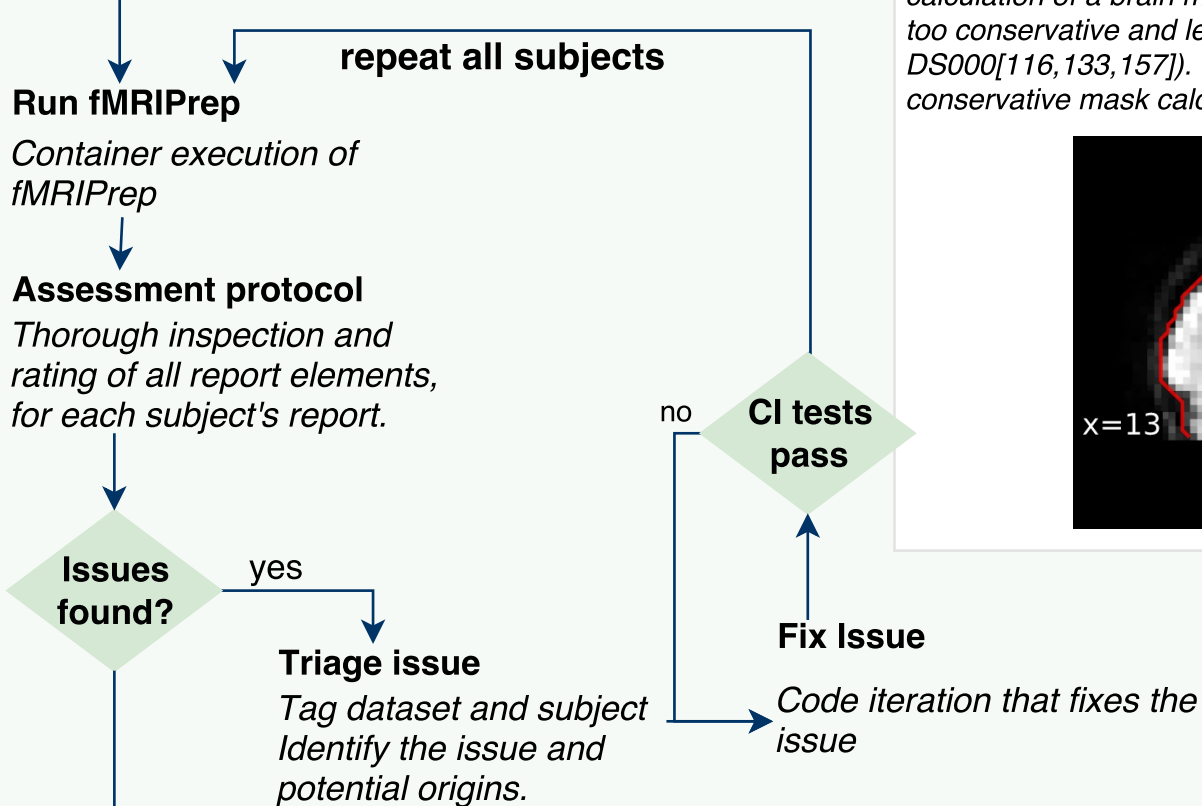 repeat all subjects
Run fMRIPrep
Container execution of
fMRIPrep
Assessment protocol
Thorough inspection and
rating of all report elements,
for each subject's report.
Issues
found?
yes
Triage issue
Tag dataset and subject
Identify the issue and
potential origins.
no
CI tests
pass
Fix Issue
Code iteration that fixes the
issue
too conservative and
DS000[116,133,157]).
conservative mask
x=13